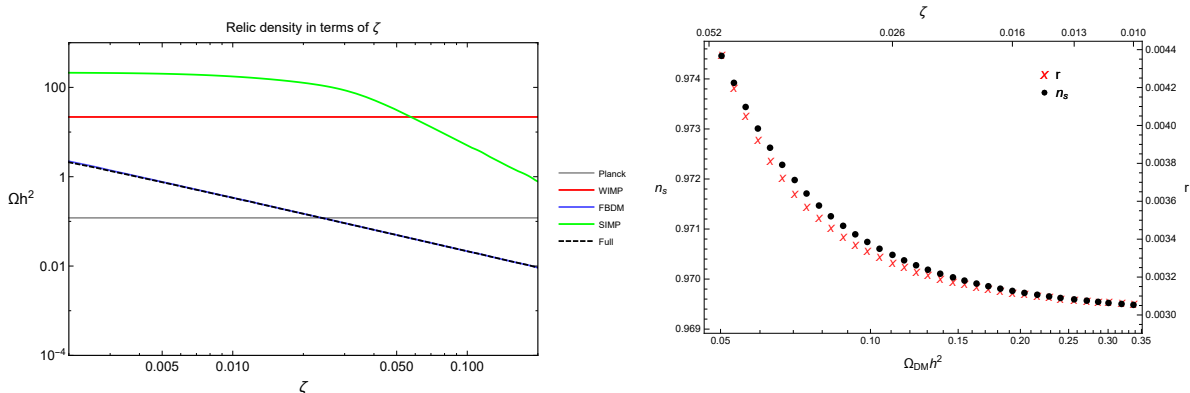 Relic density in terms of ζ
100
1
0.01
10⁻⁴
Ωh²
0.005
0.010
0.050
0.100
ζ
Planck
WIMP
FBDM
SIMP
Full
ζ
0.052
0.026
0.016
0.013
0.010
0.974
0.973
0.972
0.971
0.970
0.969
nₛ
r
nₛ
0.0044
0.0042
0.0040
0.0038
0.0036
0.0034
0.0032
0.0030
r
0.05
0.10
0.15
0.20
0.25
0.30
0.35
Ω_DM h²